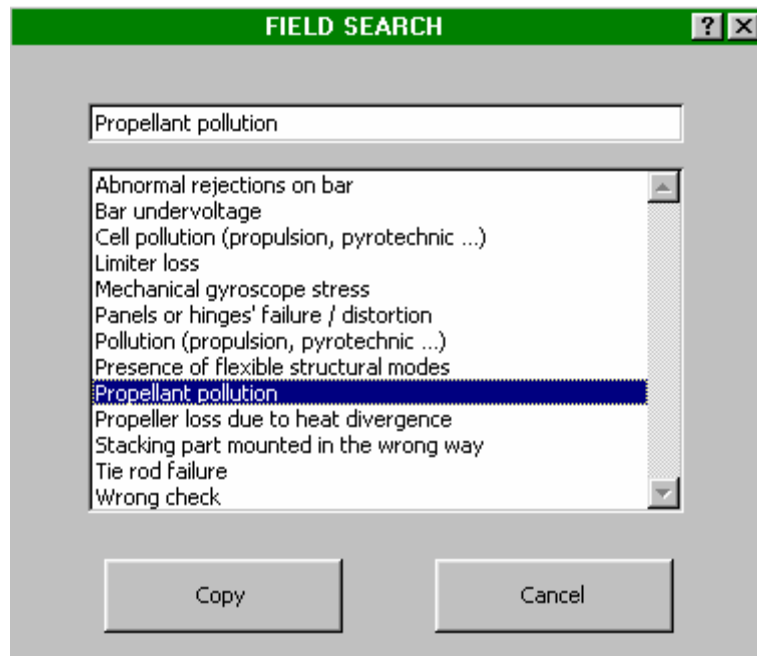 FIELD SEARCH
Propellant pollution
Abnormal rejections on bar
Bar undervoltage
Cell pollution (propulsion, pyrotechnic ...)
Limiter loss
Mechanical gyroscope stress
Panels or hinges' failure / distortion
Pollution (propulsion, pyrotechnic ...)
Presence of flexible structural modes
Propellant pollution
Propeller loss due to heat divergence
Stacking part mounted in the wrong way
Tie rod failure
Wrong check
Copy
Cancel